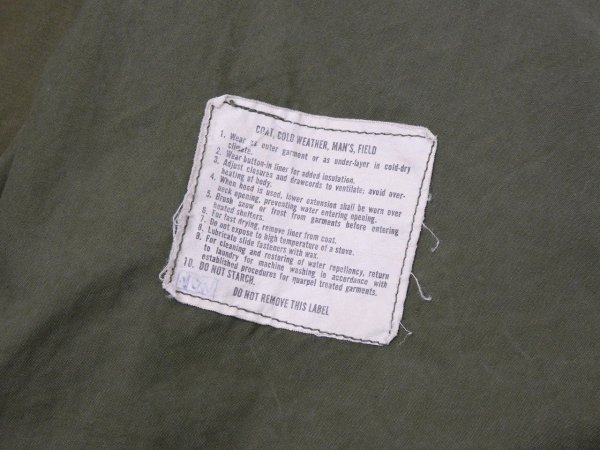 COAT, COLD WEATHER, MAN'S, FIELD
1. Wear as outer garment or as under-layer in cold-dry
climate.
2. Wear button-in liner for added insulation.
3. Adjust closures and drawcords to ventilate; avoid over-
heating of body.
4. When hood is used, lower extension shall be worn over
neck opening, preventing water entering opening.
5. Brush snow or frost from garments before entering
heated shelters.
6. For fast drying, remove liner from coat.
7. Do not expose to high temperature of a stove.
8. Lubricate slide fasteners with wax.
9. For cleaning and restoring of water repellency, return
to laundry for machine washing in accordance with
established procedures for quarpel treated garments.
10. DO NOT STARCH.
DO NOT REMOVE THIS LABEL